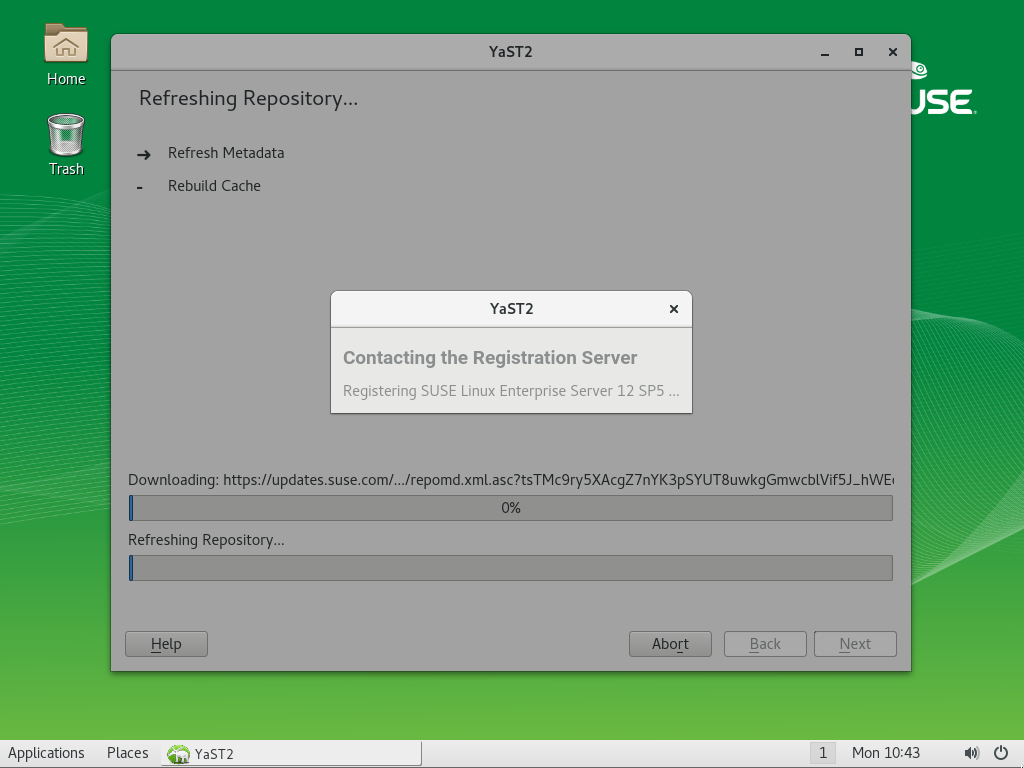 Home
Trash
USE.
YaST2
Refreshing Repository...
Refresh Metadata
- Rebuild Cache
YaST2
Contacting the Registration Server
Registering SUSE Linux Enterprise Server 12 SP5 ...
Downloading: https://updates.suse.com/.../repomd.xml.asc?tsTMc9ry5XAcgZ7nYK3pSYUT8uwkgGmwcblVif5J_hWE
0%
Refreshing Repository...
Help
Abort
Back
Next
Applications
Places
YaST2
1
Mon 10:43